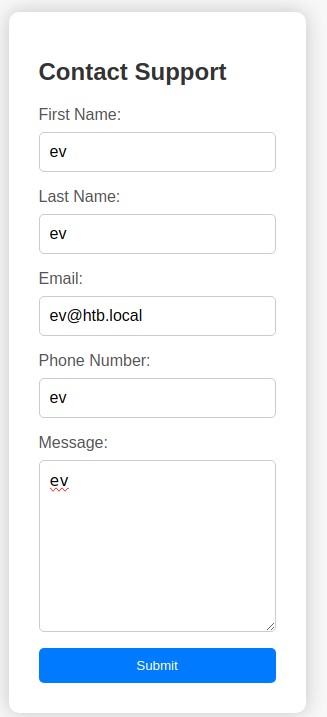 Contact Support
First Name:
ev
Last Name:
ev
Email:
ev@htb.local
Phone Number:
ev
Message:
ev
Submit